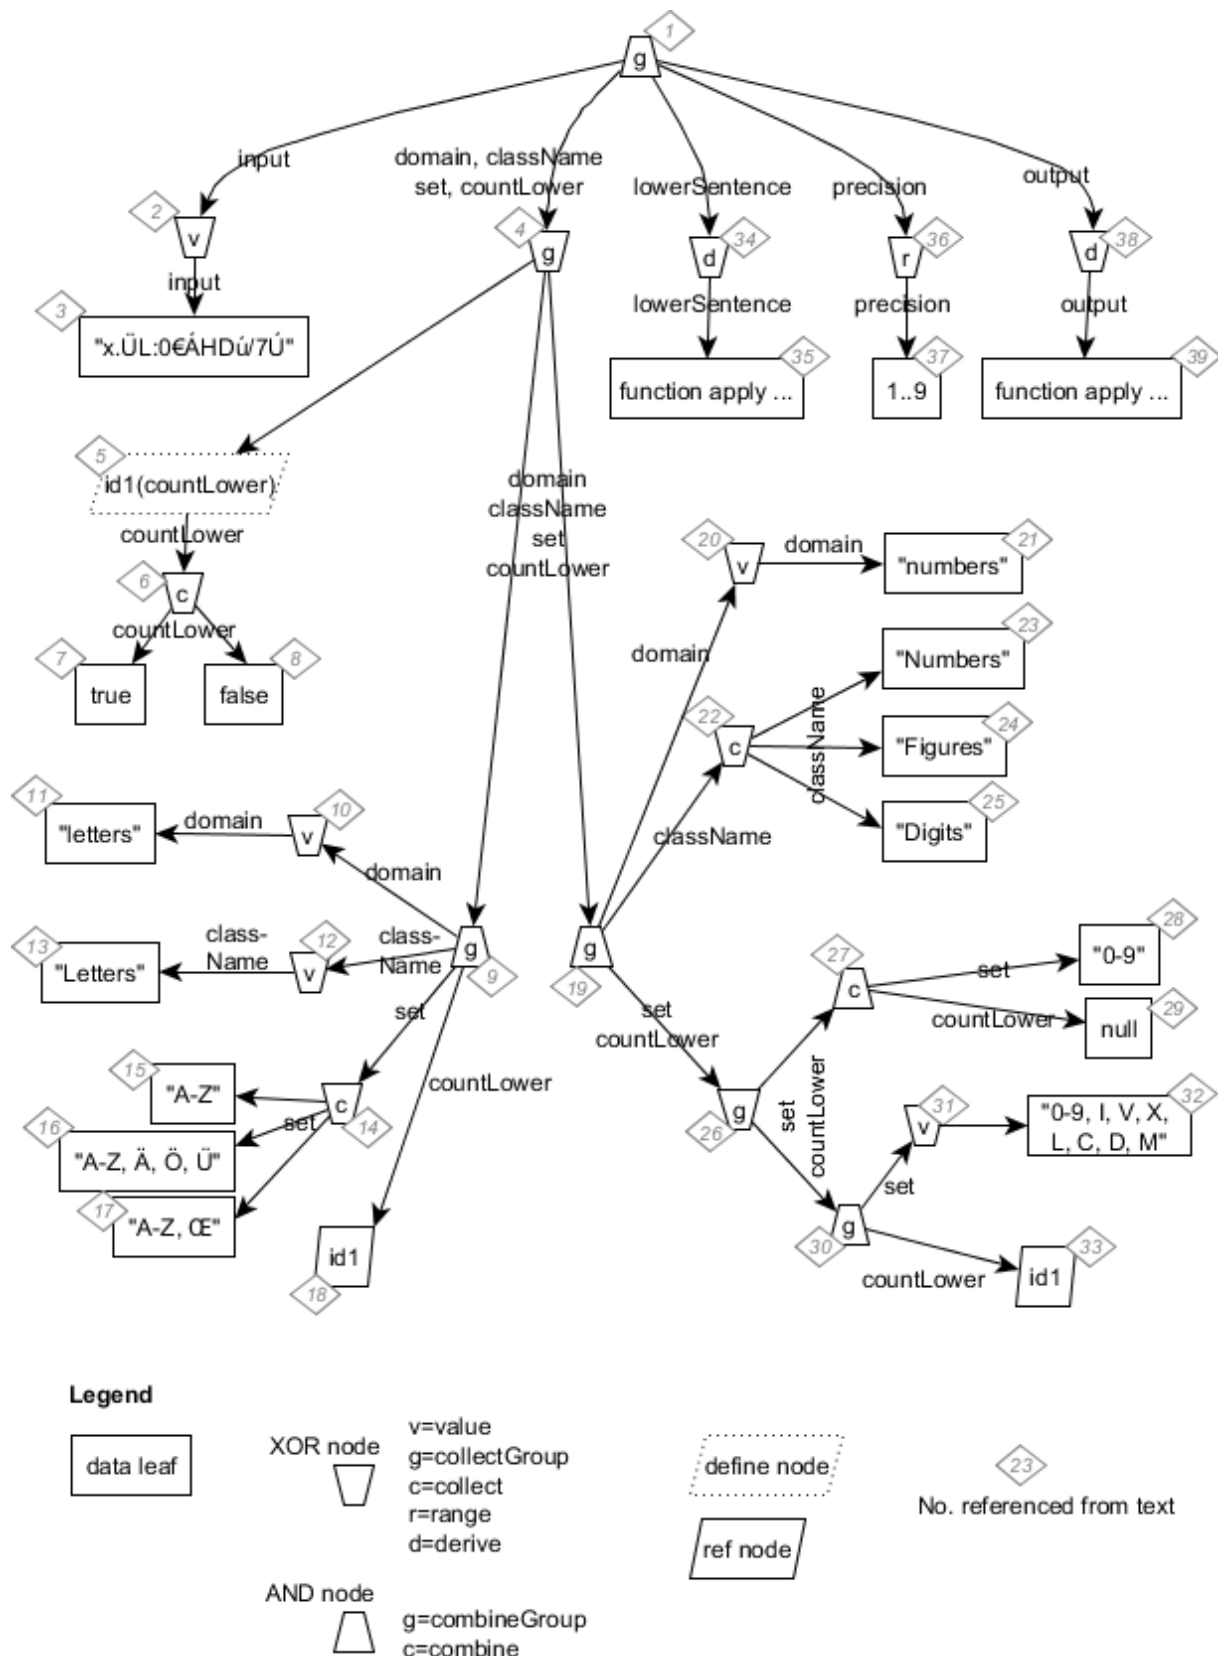 1
g
input
domain, className
set, countLower
lowerSentence
precision
output
2
v
4
g
34
d
36
r
38
d
input
lowerSentence
precision
output
3
"x.ÜL:0€ÁHDú/7Ú"
35
function apply ...
37
1..9
39
function apply ...
5
id1(countLower)
countLower
6
c
countLower
7
true
8
false
domain
className
set
countLower
20
v
domain
21
"numbers"
domain
22
c
className
23
"Numbers"
24
"Figures"
25
"Digits"
className
11
"letters"
domain
10
v
domain
13
"Letters"
class-
Name
12
v
class-
Name
g
9
g
19
set
set
countLower
countLower
15
"A-Z"
16
"A-Z, Ä, Ö, Ü"
17
"A-Z, Œ"
set
c
14
id1
18
27
c
set
28
"0-9"
countLower
29
null
g
26
set
countLower
31
v
32
"0-9, I, V, X,
L, C, D, M"
set
g
30
countLower
33
id1
Legend
data leaf
XOR node
v=value
g=collectGroup
c=collect
r=range
d=derive
AND node
g=combineGroup
c=combine
define node
ref node
23
No. referenced from text